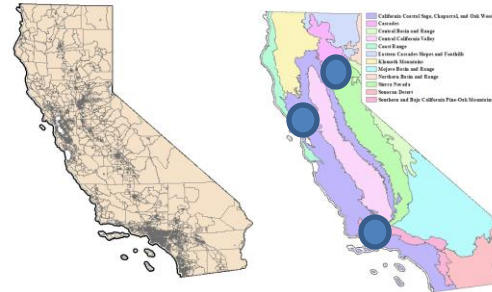 California Coastal Sage, Chaparral, and Oak Wood
Cascades
Central Basin and Range
Central California Valley
Coast Range
Eastern Cascades Slopes and Foothills
Klamath Mountains
Mojave Basin and Range
Northern Basin and Range
Sierra Nevada
Sonoran Desert
Southern and Baja California Pine-Oak Mountains